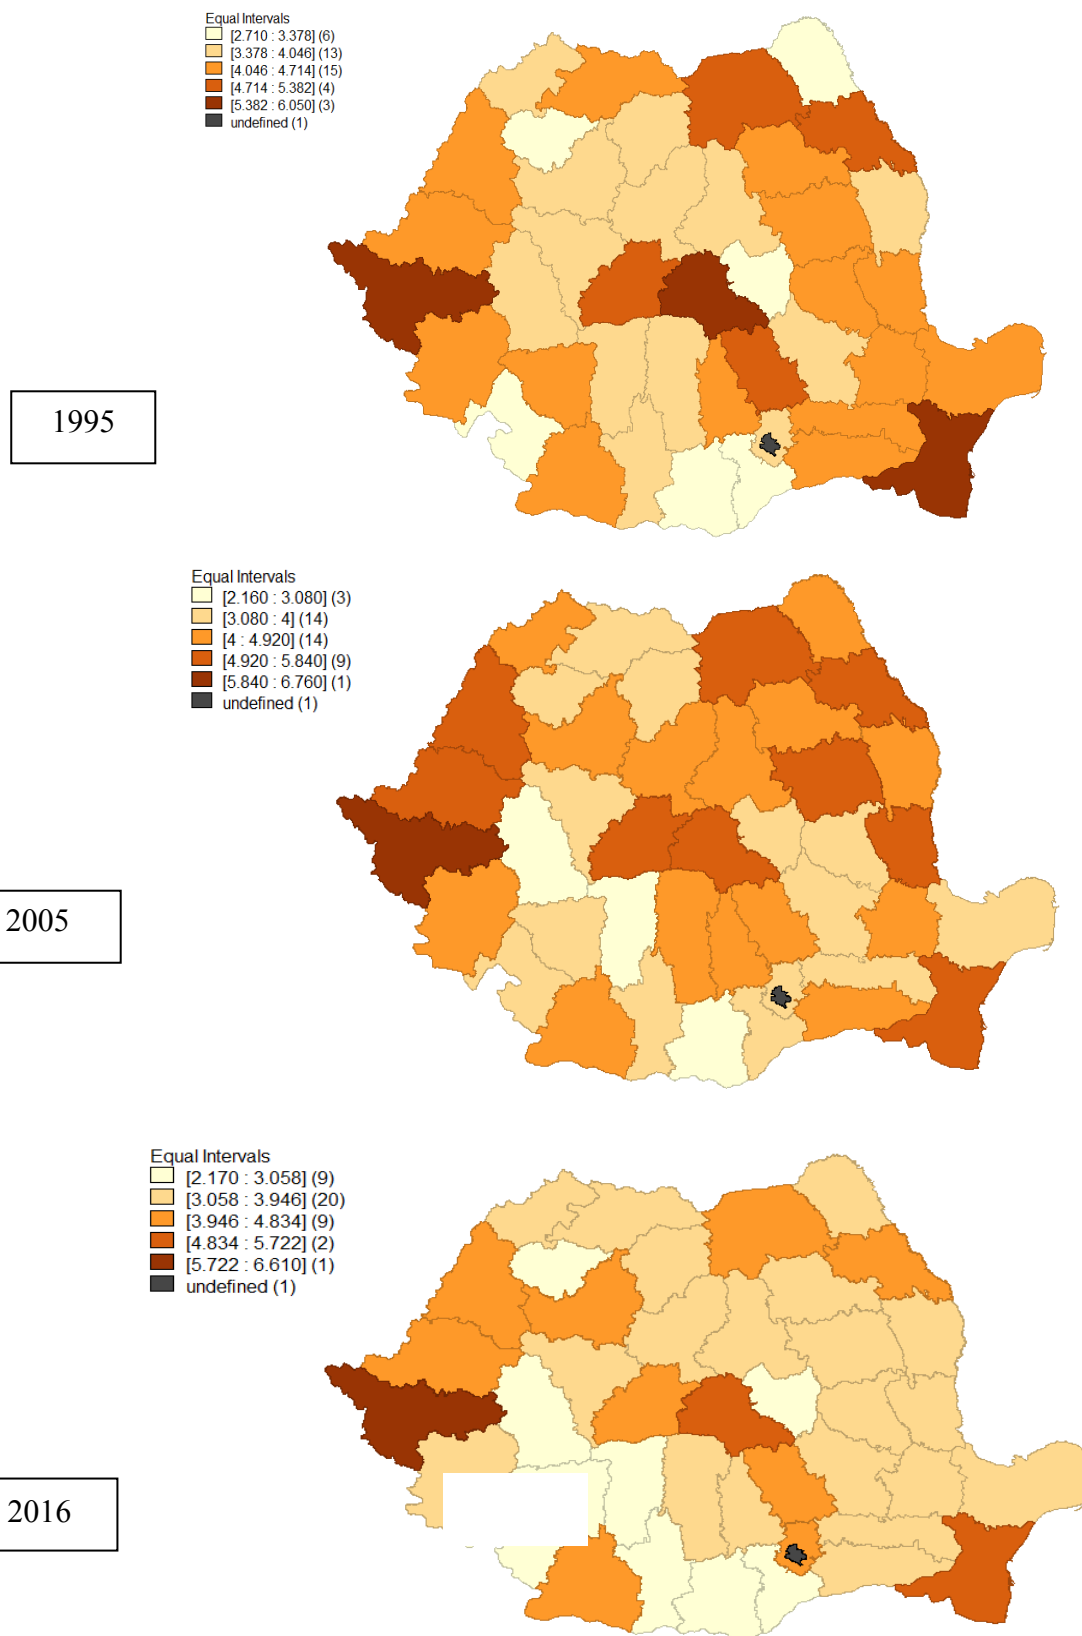 Equal Intervals
[2.710 : 3.378] (6)
[3.378 : 4.046] (13)
[4.046 : 4.714] (15)
[4.714 : 5.382] (4)
[5.382 : 6.050] (3)
undefined (1)
1995
Equal Intervals
[2.160 : 3.080] (3)
[3.080 : 4] (14)
[4 : 4.920] (14)
[4.920 : 5.840] (9)
[5.840 : 6.760] (1)
undefined (1)
2005
Equal Intervals
[2.170 : 3.058] (9)
[3.058 : 3.946] (20)
[3.946 : 4.834] (9)
[4.834 : 5.722] (2)
[5.722 : 6.610] (1)
undefined (1)
2016